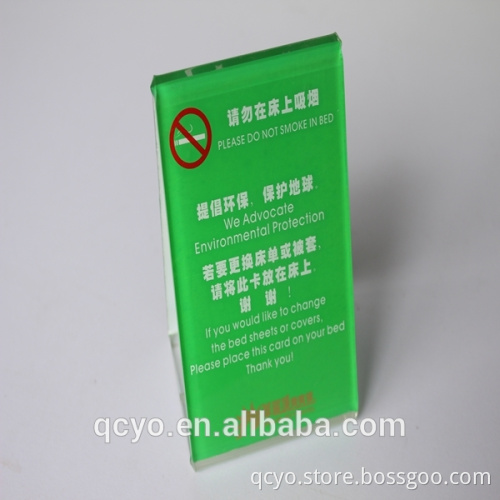 请勿在床上吸烟
PLEASE DO NOT SMOKE IN BED
提倡环保,保护地球.
We Advocate
Environmental Protection
若要更换床单或被套,
请将此卡放在床上.
谢 谢 !
If you would like to change
the bed sheets or covers,
Please place this card on your bed
Thank you!
qcyo.en.alibaba.com
qcyo.store.bossgoo.com